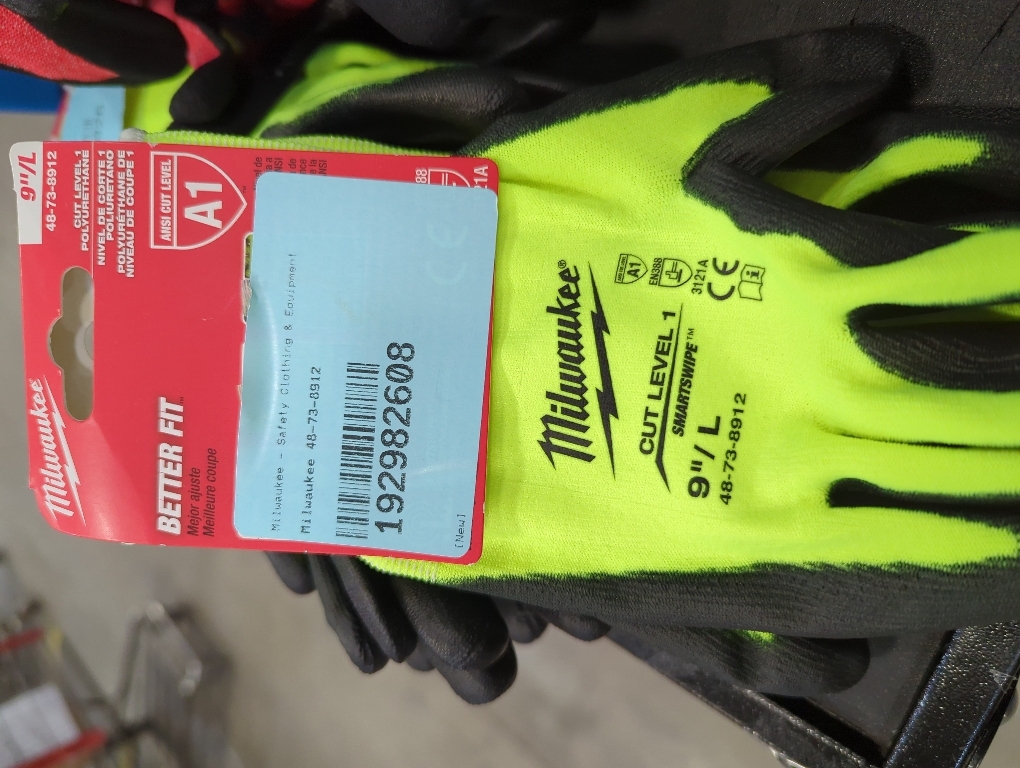 9"/L
48-73-8912
CUT LEVEL 1
POLYURETHANE
NIVEL DE CORTE 1
POLIURETANO
POLYURÉTHANE DE
NIVEAU DE COUPE 1
ANSI CUT LEVEL
A1
Milwaukee
BETTER FIT™
Mejor ajuste
Meilleure coupe
Milwaukee - Safety Clothing & Equipment
Milwaukee 48-73-8912
192982608
[New]
Milwaukee®
A1
EN388
3121A
CE
i
CUT LEVEL 1
SMARTSWIPE™
9"/ L
48-73-8912